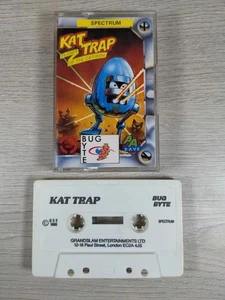 SPECTRUM
KAT
TRAP
BUG
BYTE
KAT TRAP
BUG
BYTE
SPECTRUM
GRANDSLAM ENTERTAINMENTS LTD
12-18 Paul Street, London EC2A 4JS